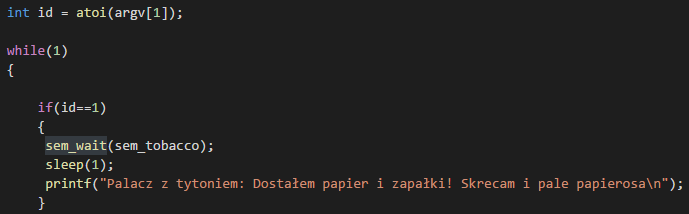 int id = atoi(argv[1]);
while(1)
{
if(id==1)
{
sem_wait(sem_tobacco);
sleep(1);
printf("Palacz z tytoniem: Dostałem papier i zapałki! Skrecam i pale papierosa\n");
}